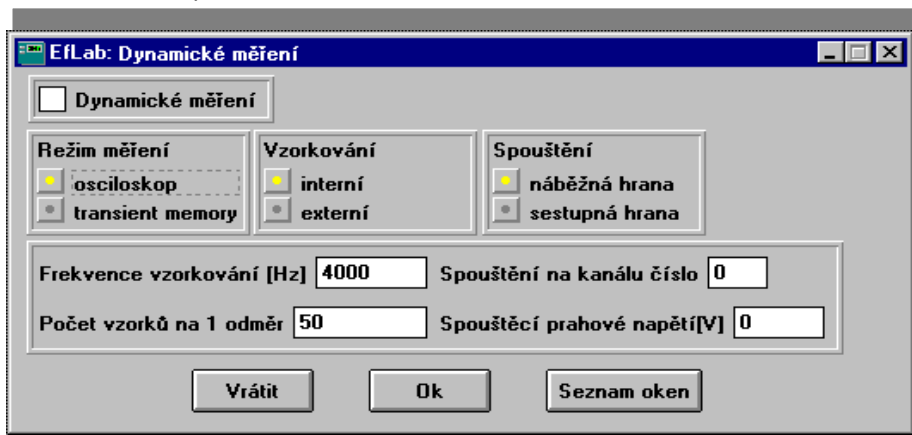 EfLab: Dynamické měření
Dynamické měření
Režim měření
osciloskop
transient memory
Vzorkování
interní
externí
Spouštění
náběžná hrana
sestupná hrana
Frekvence vzorkování [Hz] 4000 Spouštění na kanálu číslo 0
Počet vzorků na 1 odměr 50 Spouštěcí prahové napětí[V] 0
Vrátit Ok Seznam oken